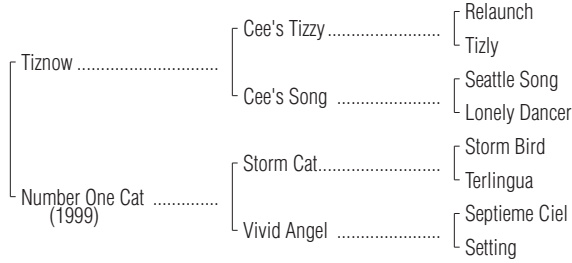 Relaunch
Cee's Tizzy ........................
Tizly
Tiznow ..............................
Seattle Song
Cee's Song ......................
Lonely Dancer
Storm Bird
Storm Cat..........................
Terlingua
Number One Cat ..............
(1999)
Septieme Ciel
Vivid Angel ......................
Setting